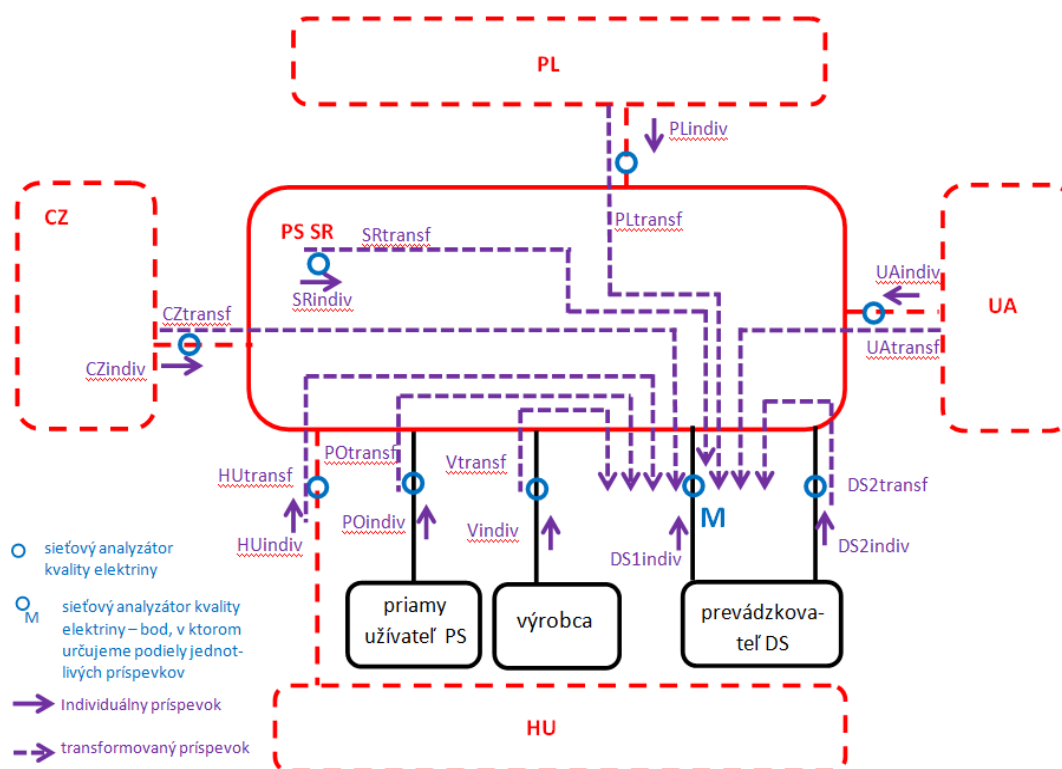 PL
PLindiv
CZ
PS SR
SRtransf
PLtransf
UAindiv
SRindiv
UA
CZtransf
UAtransf
CZindiv
POtransf
Vtransf
HUtransf
DS2transf
M
POindiv
Vindiv
HUindiv
DS1indiv
DS2indiv
sieťový analyzátor
kvality elektriny
priamy
užívateľ PS
výrobca
prevádzkova-
teľ DS
M
sieťový analyzátor kvality
elektriny – bod, v ktorom
určujeme podiely jednot-
livých príspevkov
Individuálny príspevok
HU
transformovaný príspevok